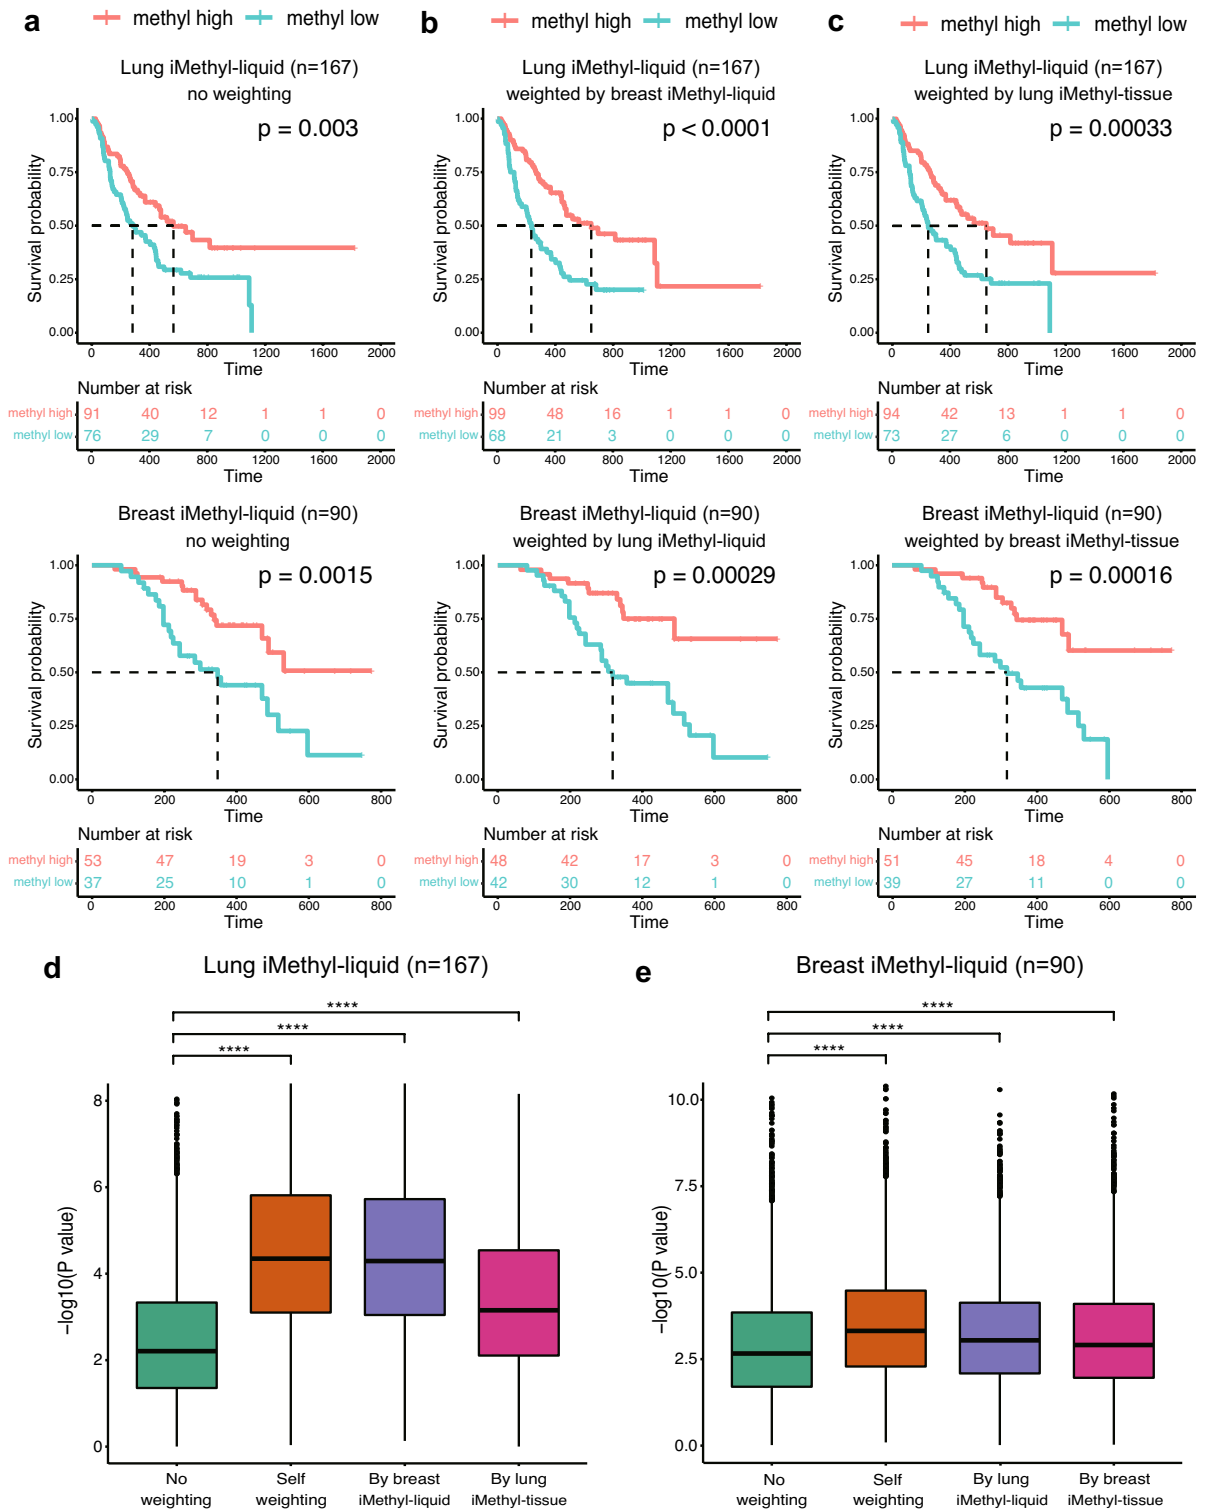 a
methyl high methyl low
b
methyl high methyl low
c
methyl high methyl low
Lung iMethyl-liquid (n=167)
no weighting
p = 0.003
Survival probability
1.00
0.75
0.50
0.25
0.00
0 400 800 1200 1600 2000
Time
Number at risk
methyl high 91 40 12 1 1 0
methyl low 76 29 7 0 0 0
0 400 800 1200 1600 2000
Time
Lung iMethyl-liquid (n=167)
weighted by breast iMethyl-liquid
p < 0.0001
Survival probability
1.00
0.75
0.50
0.25
0.00
0 400 800 1200 1600 2000
Time
Number at risk
methyl high 99 48 16 1 1 0
methyl low 68 21 3 0 0 0
0 400 800 1200 1600 2000
Time
Lung iMethyl-liquid (n=167)
weighted by lung iMethyl-tissue
p = 0.00033
Survival probability
1.00
0.75
0.50
0.25
0.00
0 400 800 1200 1600 2000
Time
Number at risk
methyl high 94 42 13 1 1 0
methyl low 73 27 6 0 0 0
0 400 800 1200 1600 2000
Time
Breast iMethyl-liquid (n=90)
no weighting
p = 0.0015
Survival probability
1.00
0.75
0.50
0.25
0.00
0 200 400 600 800
Time
Number at risk
methyl high 53 47 19 3 0
methyl low 37 25 10 1 0
0 200 400 600 800
Time
Breast iMethyl-liquid (n=90)
weighted by lung iMethyl-liquid
p = 0.00029
Survival probability
1.00
0.75
0.50
0.25
0.00
0 200 400 600 800
Time
Number at risk
methyl high 48 42 17 3 0
methyl low 42 30 12 1 0
0 200 400 600 800
Time
Breast iMethyl-liquid (n=90)
weighted by breast iMethyl-tissue
p = 0.00016
Survival probability
1.00
0.75
0.50
0.25
0.00
0 200 400 600 800
Time
Number at risk
methyl high 51 45 18 4 0
methyl low 39 27 11 0 0
0 200 400 600 800
Time
d
Lung iMethyl-liquid (n=167)
****
****
****
−log10(P value)
8
6
4
2
0
No weighting
Self weighting
By breast iMethyl-liquid
By lung iMethyl-tissue
e
Breast iMethyl-liquid (n=90)
****
****
****
−log10(P value)
10.0
7.5
5.0
2.5
0.0
No weighting
Self weighting
By lung iMethyl-liquid
By breast iMethyl-tissue